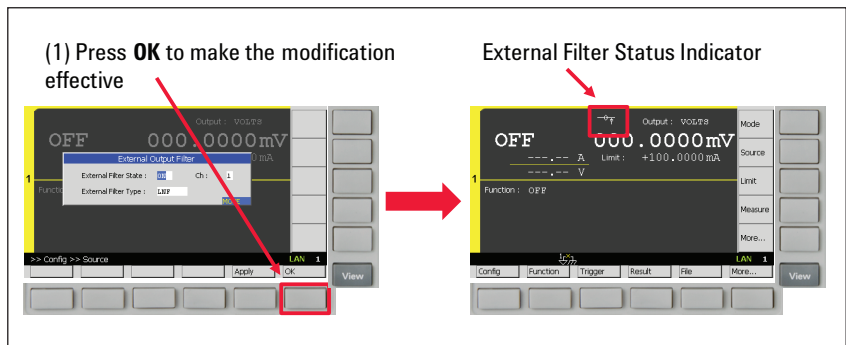 (1) Press OK to make the modification
effective
Output : VOLTS
OFF 000.0000mV
External Output Filter
External Filter State : ON Ch : 1
External Filter Type : LNF
MORE
1
>> Config >> Source LAN 1
Apply OK
View
External Filter Status Indicator
Output : VOLTS
OFF 000.0000mV
---.-- A Limit : +100.0000mA
---.-- V
1
Function : OFF
Mode
Source
Limit
Measure
More...
LAN 1
Config Function Trigger Result File More...
View